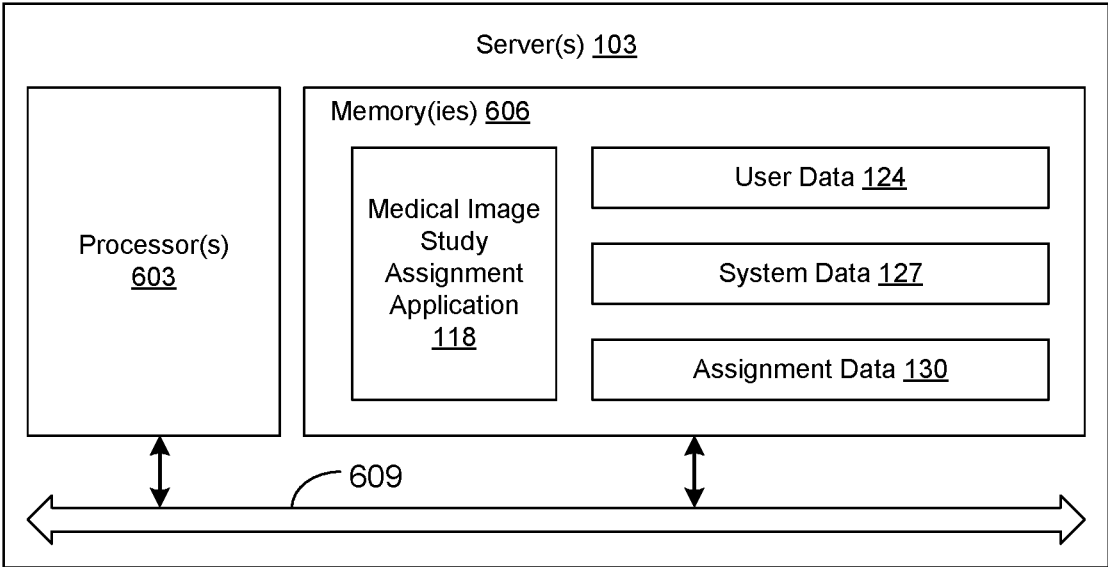 Server(s) 103
Processor(s)
603
Memory(ies) 606
Medical Image
Study
Assignment
Application
118
User Data 124
System Data 127
Assignment Data 130
609